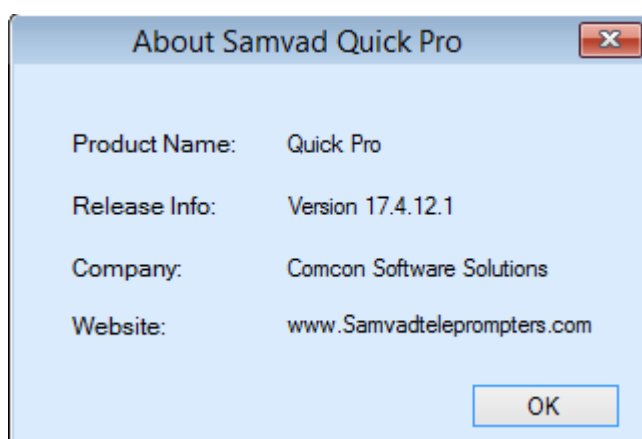 About Samvad Quick Pro
Product Name: Quick Pro
Release Info: Version 17.4.12.1
Company: Comcon Software Solutions
Website: www.Samvadteleprompters.com
OK